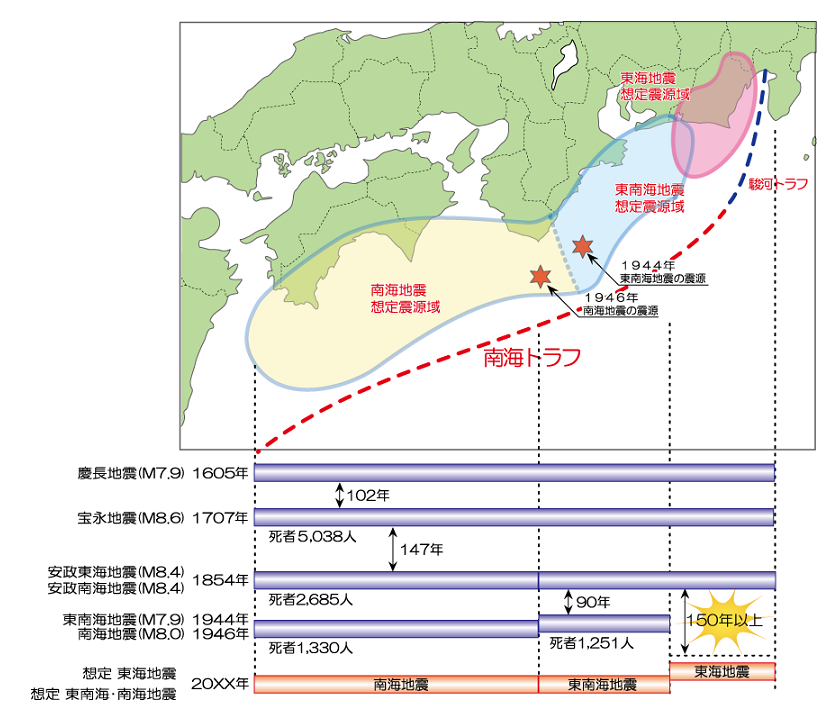 東海地震
想定震源域
駿河トラフ
東南海地震
想定震源域
1944年
東南海地震の震源
南海地震
想定震源域
1946年
南海地震の震源
南海トラフ
慶長地震(M7.9) 1605年
102年
宝永地震(M8.6) 1707年
死者5,038人
147年
安政東海地震(M8.4)
安政南海地震(M8.4)
1854年
死者2,685人
90年
東南海地震(M7.9) 1944年
南海地震(M8.0) 1946年
150年以上
死者1,330人
死者1,251人
想定 東海地震
想定 東南海・南海地震
20XX年
南海地震
東南海地震
東海地震